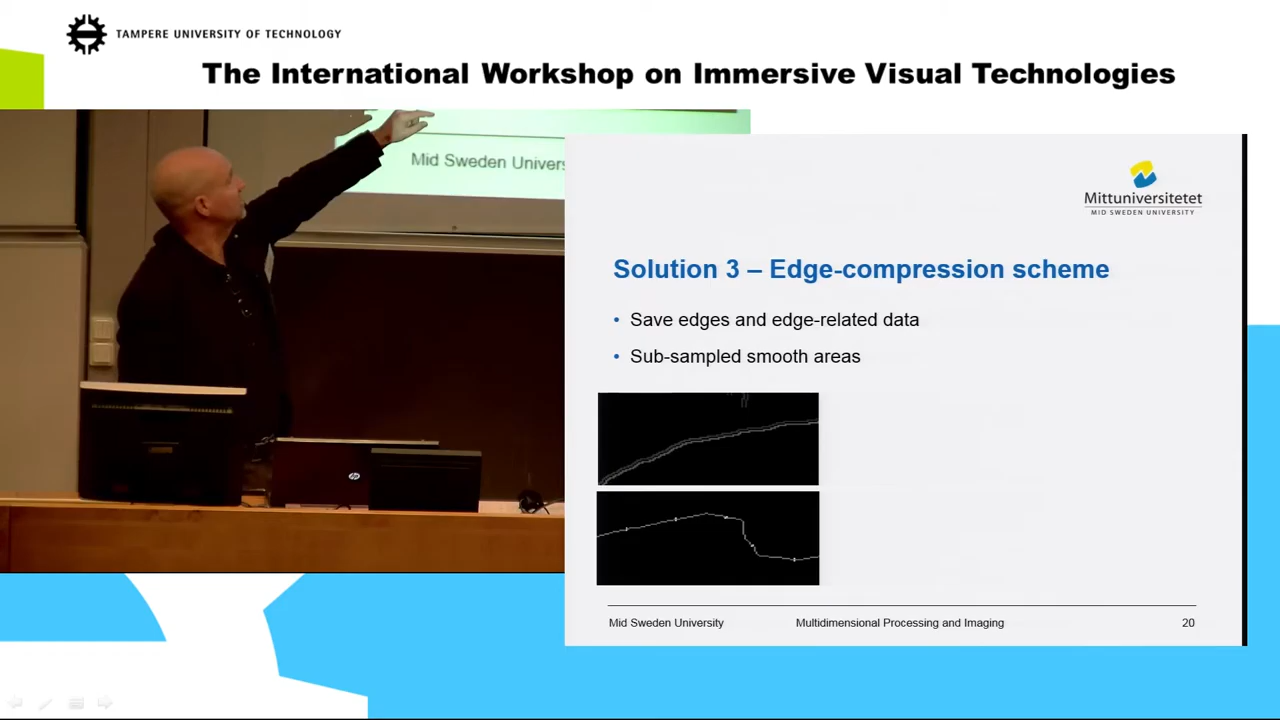 TAMPERE UNIVERSITY OF TECHNOLOGY
The International Workshop on Immersive Visual Technologies
Mid Sweden Univers
Mittuniversitetet
MID SWEDEN UNIVERSITY
Solution 3 – Edge-compression scheme
• Save edges and edge-related data
• Sub-sampled smooth areas
hp
Mid Sweden University Multidimensional Processing and Imaging 20